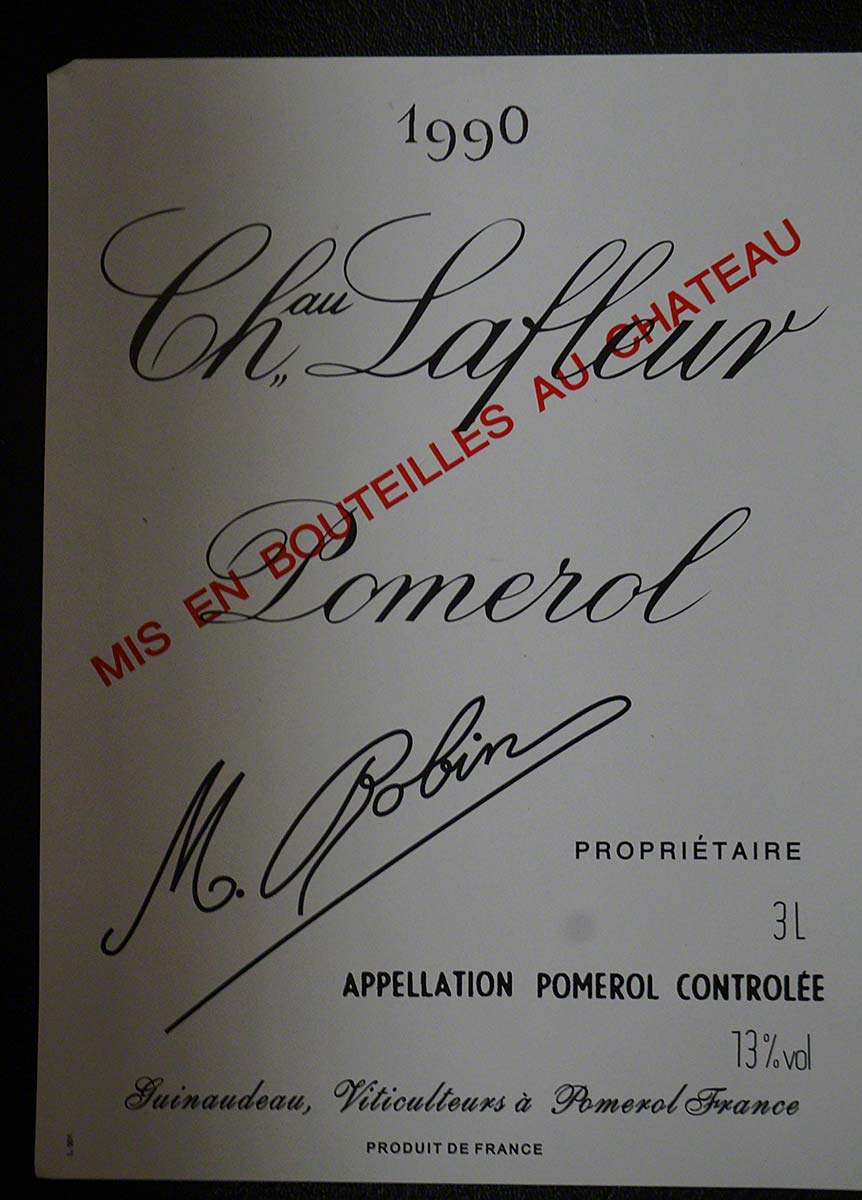 1990
Ch,,au Lafleur
MIS EN BOUTEILLES AU CHATEAU
Pomerol
M. Robin
PROPRIÉTAIRE
3L
APPELLATION POMEROL CONTROLÉE
13% vol
Guinaudeau, Viticulteurs à Pomerol France
PRODUIT DE FRANCE